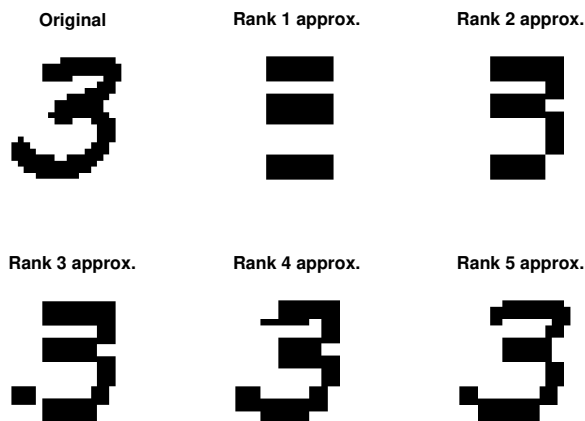 Original
Rank 1 approx.
Rank 2 approx.
Rank 3 approx.
Rank 4 approx.
Rank 5 approx.